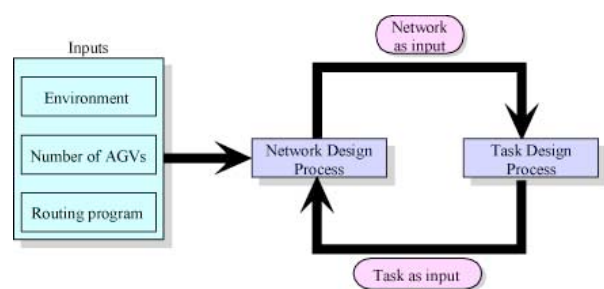 Network
as input
Inputs
Environment
Number of AGVs
Routing program
Network Design
Process
Task Design
Process
Task as input